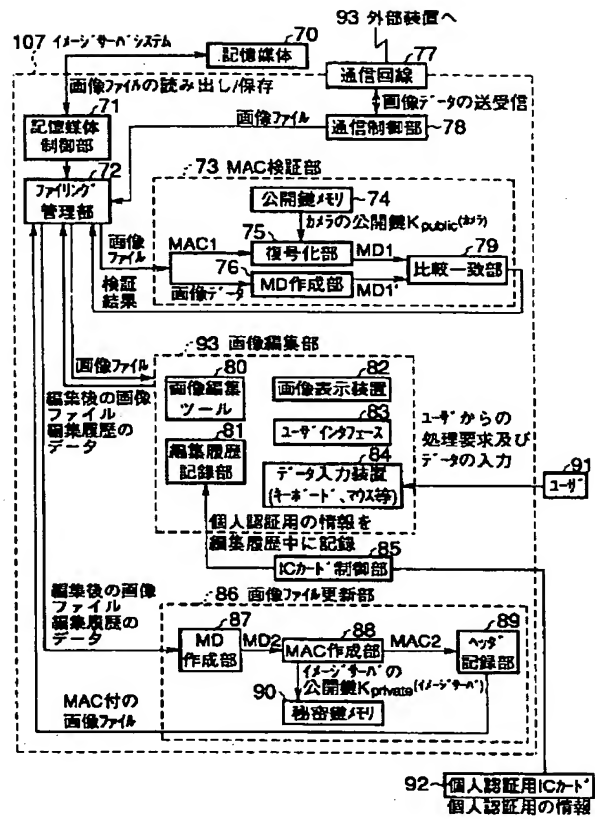 93 外部装置へ
107 イメージサーバシステム
70
記憶媒体
77
通信回線
画像ファイルの読み出し/保存
画像データの送受信
71
記憶媒体
制御部
画像ファイル
通信制御部
78
72
ファイリング
管理部
73 MAC検証部
公開鍵メモリ
74
カメラの公開鍵Kpublic(カメラ)
画像
ファイル
MAC1
75
復号化部
MD1
79
比較一致部
検証
結果
画像データ
76
MD作成部
MD1'
93 画像編集部
画像ファイル
80
画像編集
ツール
82
画像表示装置
編集後の画像
ファイル
編集履歴の
データ
81
編集履歴
記録部
83
ユーザインタフェース
84
データ入力装置
(キーボード、マウス等)
ユーザからの
処理要求及び
データの入力
91
ユーザ
個人認証用の情報を
編集履歴中に記録
85
ICカード制御部
86 画像ファイル更新部
編集後の画像
ファイル
編集履歴の
データ
87
MD
作成部
MD2
88
MAC作成部
MAC2
89
ヘッダ
記録部
イメージサーバの
公開鍵Kprivate(イメージサーバ)
90
秘密鍵メモリ
MAC付の
画像ファイル
92
個人認証用ICカード
個人認証用の情報